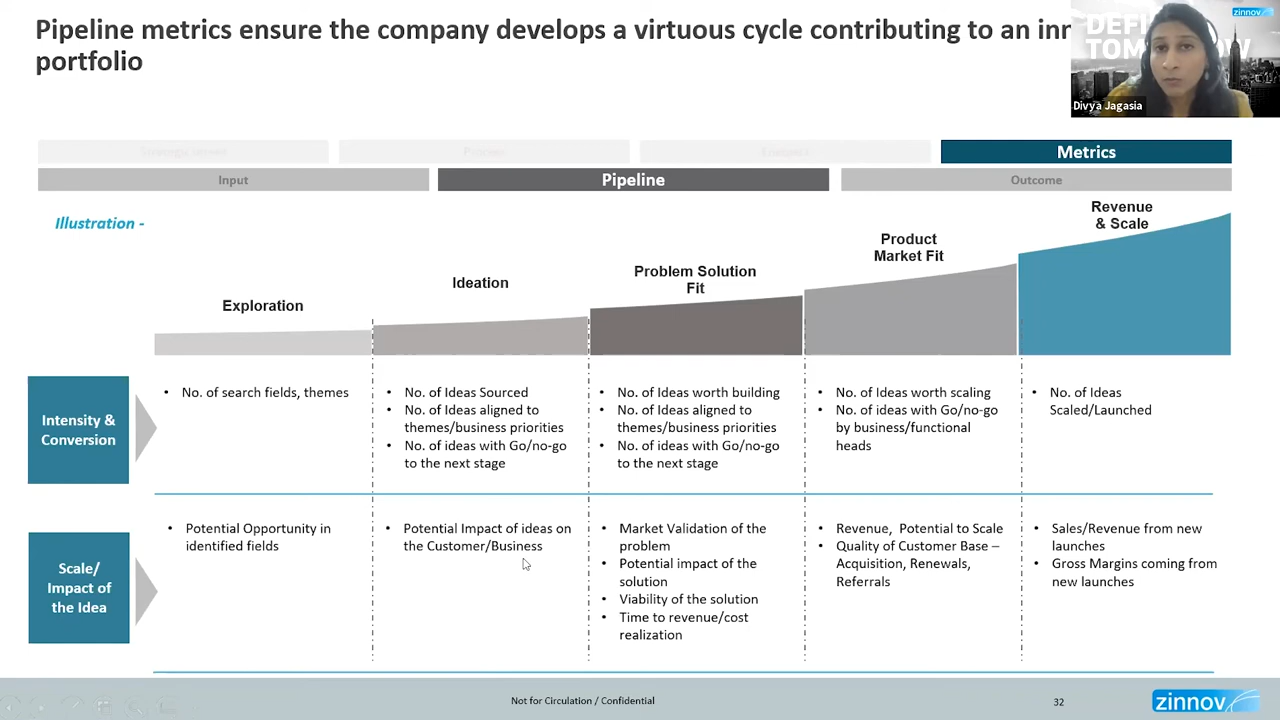 Pipeline metrics ensure the company develops a virtuous cycle contributing to an
portfolio
zinnov
DEFI
TOM OW
Divya Jagasia
Metrics
Input
Pipeline
Outcome
Illustration -
Exploration
Ideation
Problem Solution
Fit
Product
Market Fit
Revenue
& Scale
Intensity &
Conversion
• No. of search fields, themes
• No. of Ideas Sourced
• No. of Ideas aligned to
themes/business priorities
• No. of ideas with Go/no-go
to the next stage
• No. of Ideas worth building
• No. of Ideas aligned to
themes/business priorities
• No. of ideas with Go/no-go
to the next stage
• No. of Ideas worth scaling
• No. of ideas with Go/no-go
by business/functional
heads
• No. of Ideas
Scaled/Launched
Scale/
Impact of
the Idea
• Potential Opportunity in
identified fields
• Potential Impact of ideas on
the Customer/Business
• Market Validation of the
problem
• Potential impact of the
solution
• Viability of the solution
• Time to revenue/cost
realization
• Revenue, Potential to Scale
• Quality of Customer Base –
Acquisition, Renewals,
Referrals
• Sales/Revenue from new
launches
• Gross Margins coming from
new launches
Not for Circulation / Confidential
32
zinnov